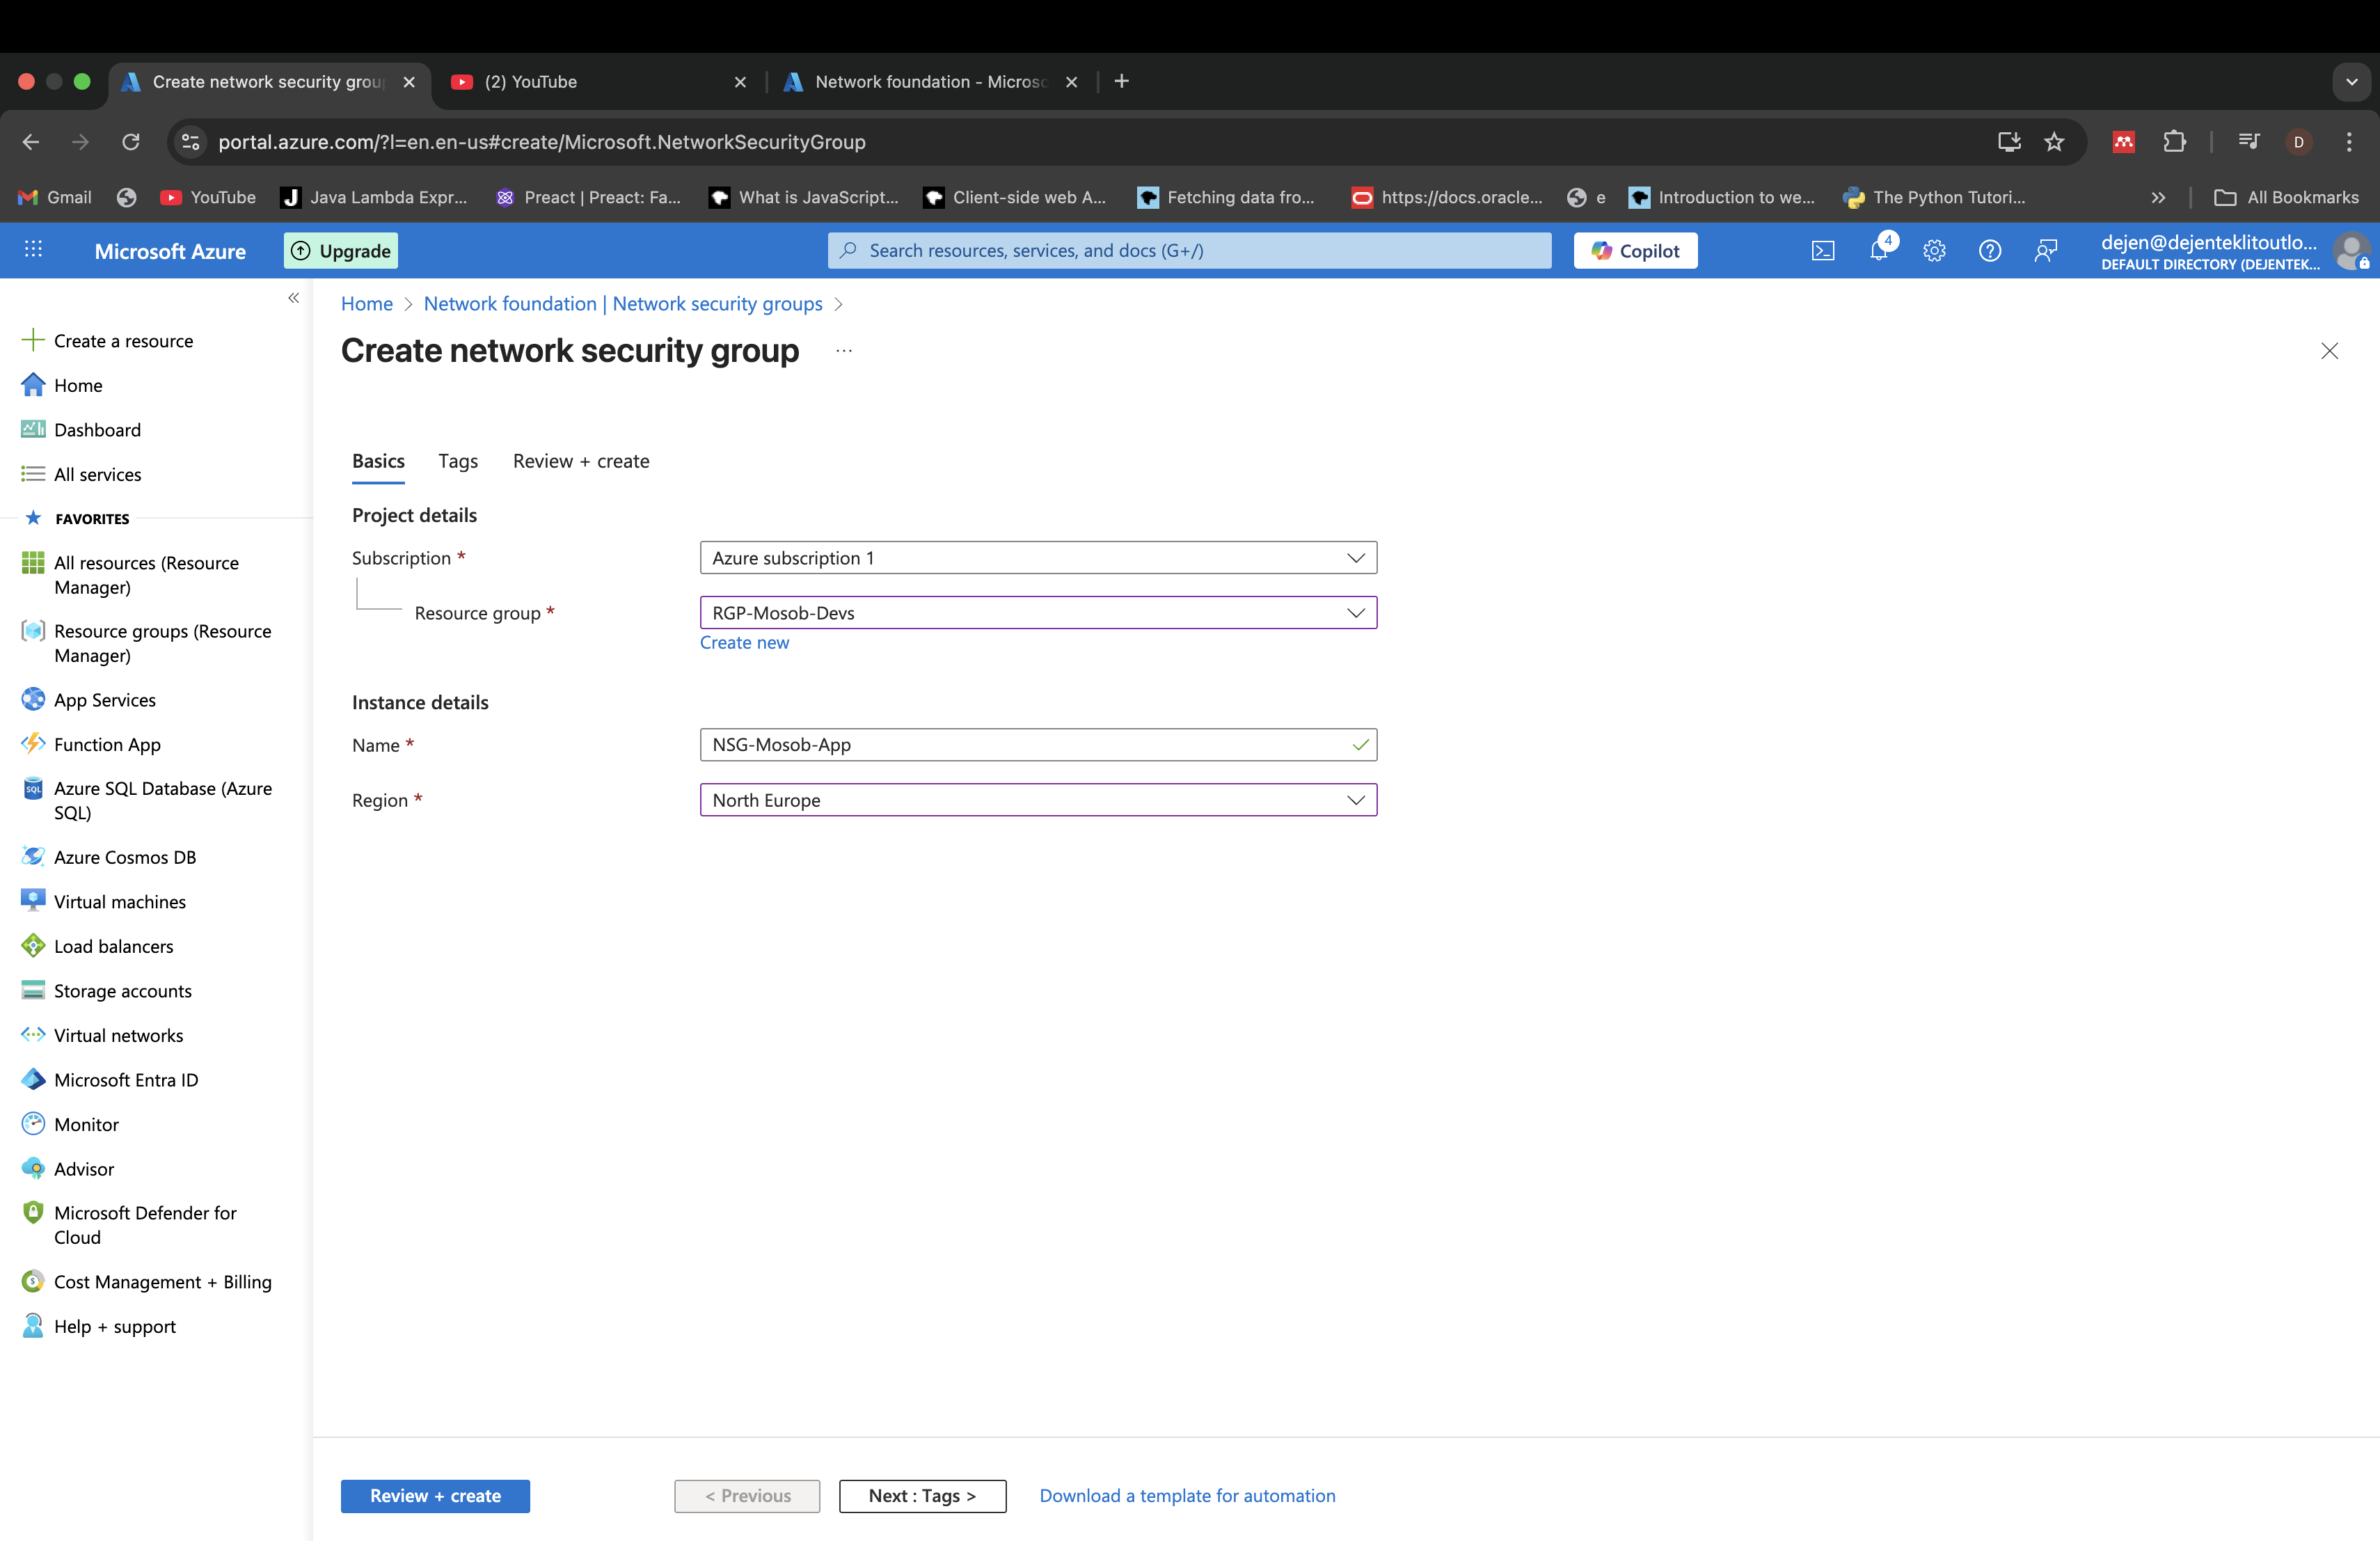 Create network security grou
(2) YouTube
Network foundation - Microso
portal.azure.com/?l=en.en-us#create/Microsoft.NetworkSecurityGroup
D
Gmail
YouTube
Java Lambda Expr...
Preact | Preact: Fa...
What is JavaScript...
Client-side web A...
Fetching data fro...
https://docs.oracle...
e
Introduction to we...
The Python Tutori...
All Bookmarks
Microsoft Azure
Upgrade
Search resources, services, and docs (G+/)
Copilot
4
dejen@dejenteklitoutlo...
DEFAULT DIRECTORY (DEJENTEK...
Create a resource
Home
Dashboard
All services
FAVORITES
All resources (Resource
Manager)
Resource groups (Resource
Manager)
App Services
Function App
SQL
Azure SQL Database (Azure
SQL)
Azure Cosmos DB
Virtual machines
Load balancers
Storage accounts
Virtual networks
Microsoft Entra ID
Monitor
Advisor
Microsoft Defender for
Cloud
Cost Management + Billing
Help + support
Home > Network foundation | Network security groups >
Create network security group ...
Basics
Tags
Review + create
Project details
Subscription *
Azure subscription 1
Resource group *
RGP-Mosob-Devs
Create new
Instance details
Name *
NSG-Mosob-App
Region *
North Europe
Review + create
< Previous
Next : Tags >
Download a template for automation